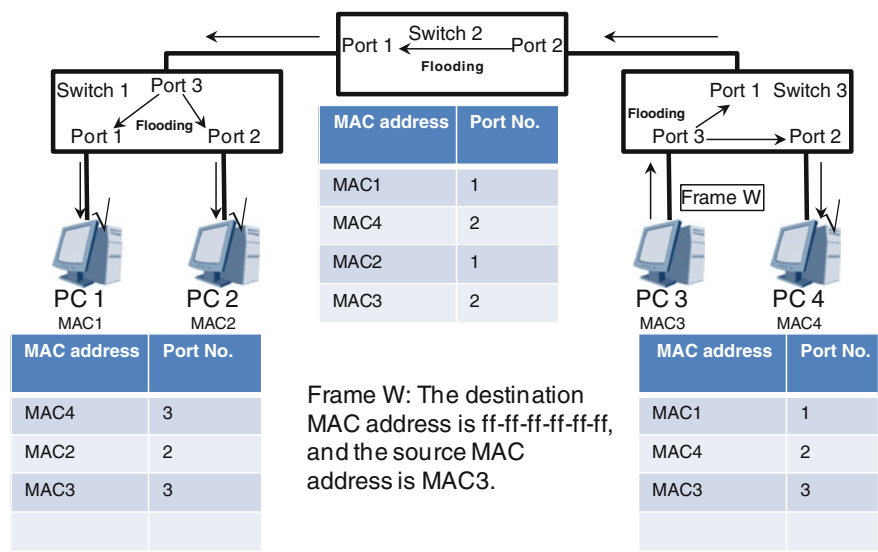 Port 1 Switch 2 Port 2
Flooding
Switch 1 Port 3
Port 1 Flooding Port 2
Port 1 Switch 3
Flooding
Port 3 Port 2
Frame W
PC 1
MAC1
PC 2
MAC2
PC 3
MAC3
PC 4
MAC4
MAC address Port No.
MAC1 1
MAC4 2
MAC2 1
MAC3 2
MAC address Port No.
MAC4 3
MAC2 2
MAC3 3
Frame W: The destination
MAC address is ff-ff-ff-ff-ff-ff,
and the source MAC
address is MAC3.
MAC address Port No.
MAC1 1
MAC4 2
MAC3 3